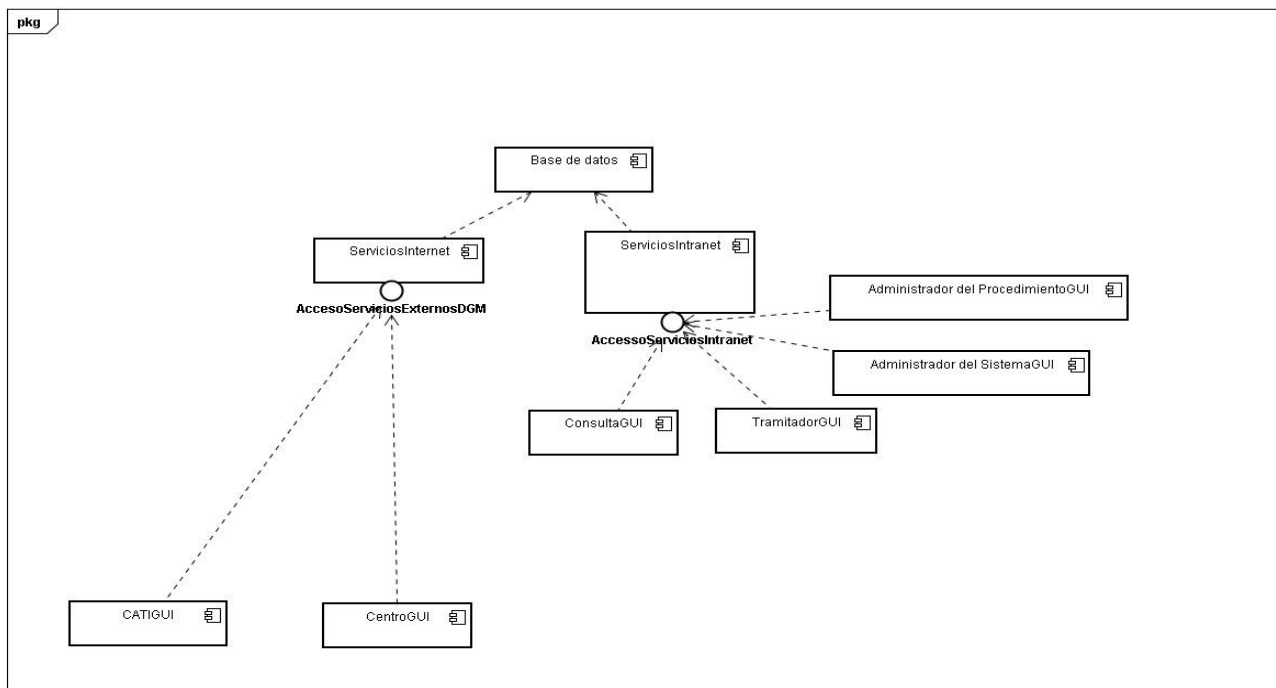 pkg
Base de datos
ServiciosInternet
ServiciosIntranet
AccesoServiciosExternosDGM
Administrador del ProcedimientoGUI
AccessoServiciosIntranet
Administrador del SistemaGUI
ConsultaGUI
TramitadorGUI
CATIGUI
CentroGUI